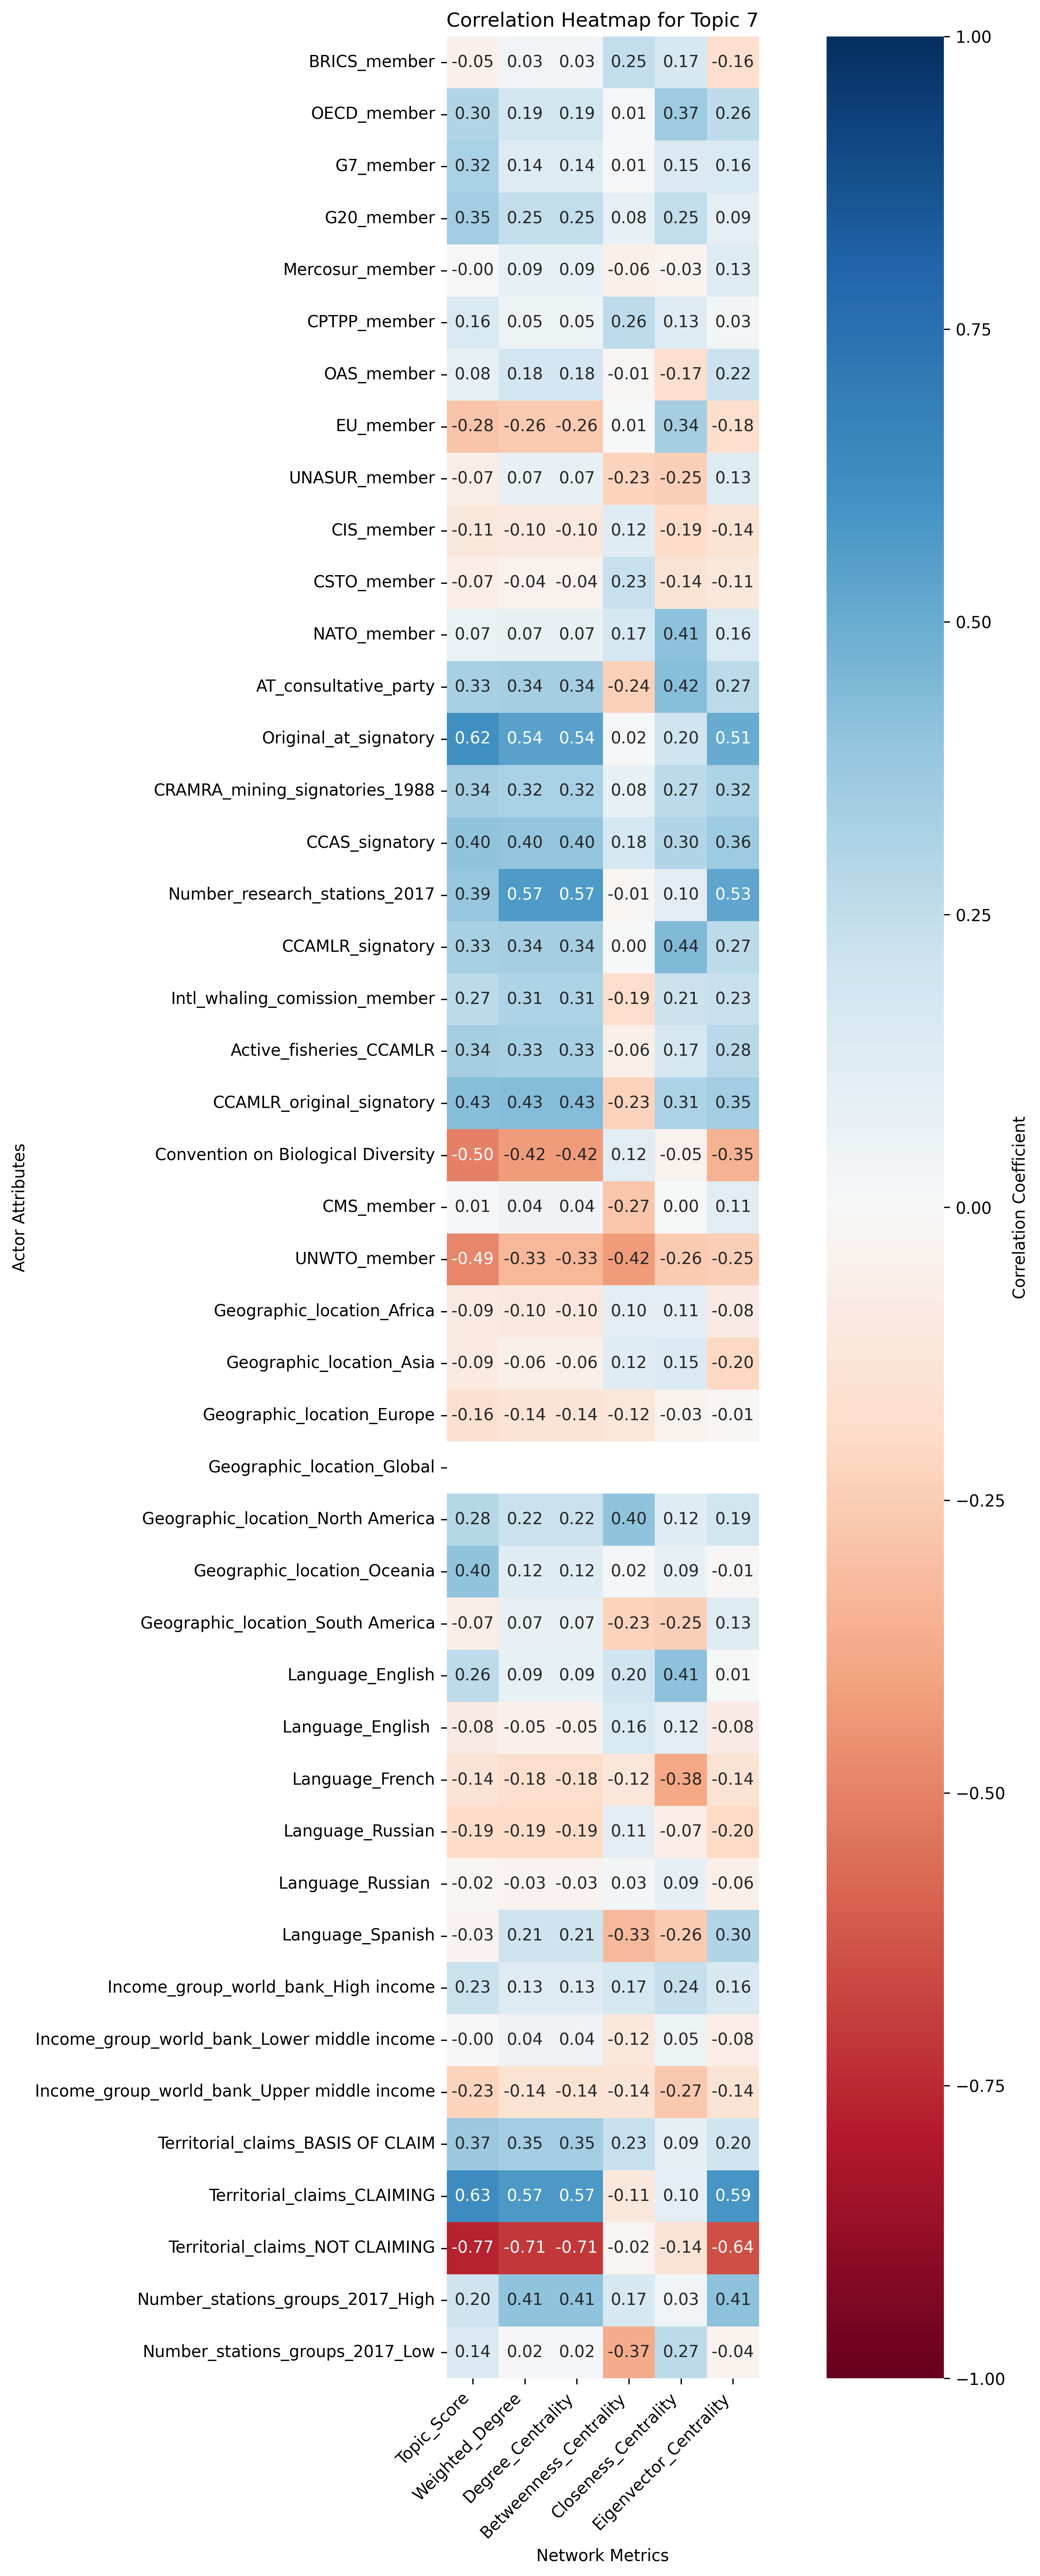 Correlation Heatmap for Topic 7
BRICS_member -0.05 0.03 0.03 0.25 0.17 -0.16
OECD_member 0.30 0.19 0.19 0.01 0.37 0.26
G7_member 0.32 0.14 0.14 0.01 0.15 0.16
G20_member 0.35 0.25 0.25 0.08 0.25 0.09
Mercosur_member -0.00 0.09 0.09 -0.06 -0.03 0.13
CPTPP_member 0.16 0.05 0.05 0.26 0.13 0.03
OAS_member 0.08 0.18 0.18 -0.01 -0.17 0.22
EU_member -0.28 -0.26 -0.26 0.01 0.34 -0.18
UNASUR_member -0.07 0.07 0.07 -0.23 -0.25 0.13
CIS_member -0.11 -0.10 -0.10 0.12 -0.19 -0.14
CSTO_member -0.07 -0.04 -0.04 0.23 -0.14 -0.11
NATO_member 0.07 0.07 0.07 0.17 0.41 0.16
AT_consultative_party 0.33 0.34 0.34 -0.24 0.42 0.27
Original_at_signatory 0.62 0.54 0.54 0.02 0.20 0.51
CRAMRA_mining_signatories_1988 0.34 0.32 0.32 0.08 0.27 0.32
CCAS_signatory 0.40 0.40 0.40 0.18 0.30 0.36
Number_research_stations_2017 0.39 0.57 0.57 -0.01 0.10 0.53
CCAMLR_signatory 0.33 0.34 0.34 0.00 0.44 0.27
Intl_whaling_comission_member 0.27 0.31 0.31 -0.19 0.21 0.23
Active_fisheries_CCAMLR 0.34 0.33 0.33 -0.06 0.17 0.28
CCAMLR_original_signatory 0.43 0.43 0.43 -0.23 0.31 0.35
Convention on Biological Diversity -0.50 -0.42 -0.42 0.12 -0.05 -0.35
CMS_member 0.01 0.04 0.04 -0.27 0.00 0.11
UNWTO_member -0.49 -0.33 -0.33 -0.42 -0.26 -0.25
Geographic_location_Africa -0.09 -0.10 -0.10 0.10 0.11 -0.08
Geographic_location_Asia -0.09 -0.06 -0.06 0.12 0.15 -0.20
Geographic_location_Europe -0.16 -0.14 -0.14 -0.12 -0.03 -0.01
Geographic_location_Global
Geographic_location_North America 0.28 0.22 0.22 0.40 0.12 0.19
Geographic_location_Oceania 0.40 0.12 0.12 0.02 0.09 -0.01
Geographic_location_South America -0.07 0.07 0.07 -0.23 -0.25 0.13
Language_English 0.26 0.09 0.09 0.20 0.41 0.01
Language_English -0.08 -0.05 -0.05 0.16 0.12 -0.08
Language_French -0.14 -0.18 -0.18 -0.12 -0.38 -0.14
Language_Russian -0.19 -0.19 -0.19 0.11 -0.07 -0.20
Language_Russian -0.02 -0.03 -0.03 0.03 0.09 -0.06
Language_Spanish -0.03 0.21 0.21 -0.33 -0.26 0.30
Income_group_world_bank_High income 0.23 0.13 0.13 0.17 0.24 0.16
Income_group_world_bank_Lower middle income -0.00 0.04 0.04 -0.12 0.05 -0.08
Income_group_world_bank_Upper middle income -0.23 -0.14 -0.14 -0.14 -0.27 -0.14
Territorial_claims_BASIS OF CLAIM 0.37 0.35 0.35 0.23 0.09 0.20
Territorial_claims_CLAIMING 0.63 0.57 0.57 -0.11 0.10 0.59
Territorial_claims_NOT CLAIMING -0.77 -0.71 -0.71 -0.02 -0.14 -0.64
Number_stations_groups_2017_High 0.20 0.41 0.41 0.17 0.03 0.41
Number_stations_groups_2017_Low 0.14 0.02 0.02 -0.37 0.27 -0.04
Topic_Score
Weighted_Degree
Degree_Centrality
Betweenness_Centrality
Closeness_Centrality
Eigenvector_Centrality
Network Metrics
Actor Attributes
1.00
0.75
0.50
0.25
0.00
−0.25
−0.50
−0.75
−1.00
Correlation Coefficient